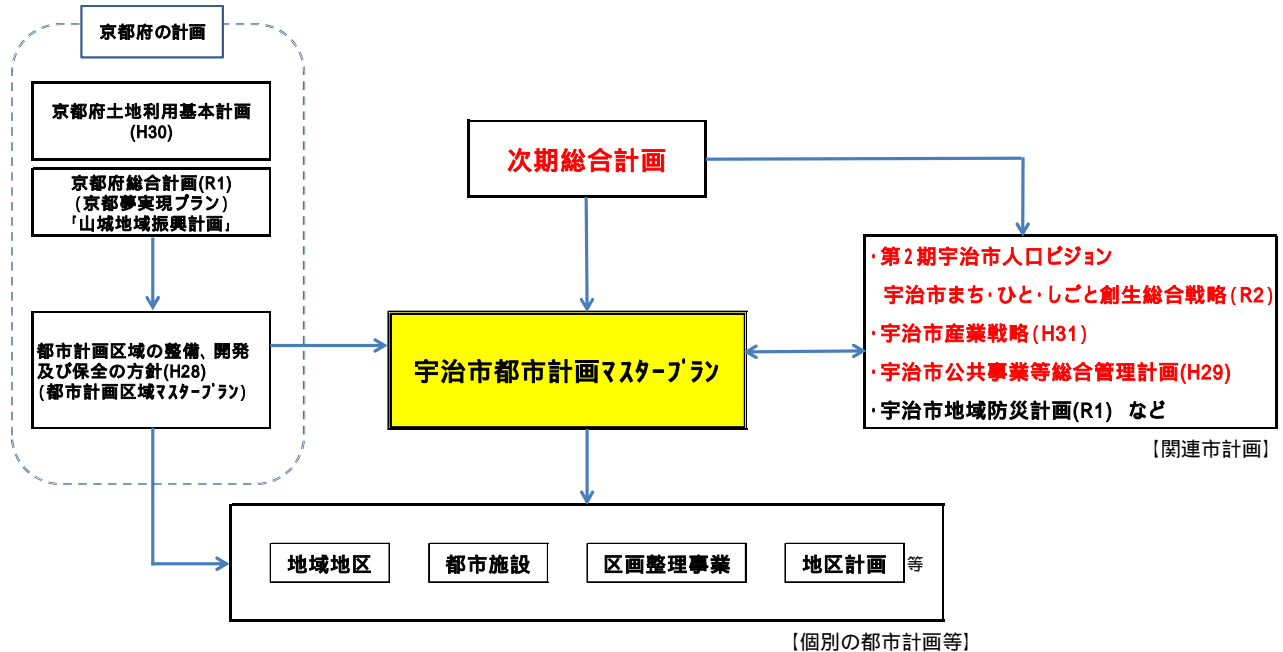 京都府の計画
京都府土地利用基本計画
(H30)
京都府総合計画(R1)
(京都夢実現プラン)
「山城地域振興計画」
都市計画区域の整備、開発
及び保全の方針(H28)
(都市計画区域ﾏｽﾀｰﾌﾟﾗﾝ)
次期総合計画
宇治市都市計画ﾏｽﾀｰﾌﾟﾗﾝ
・第2期宇治市人口ビジョン
宇治市まち・ひと・しごと創生総合戦略(R2)
・宇治市産業戦略(H31)
・宇治市公共事業等総合管理計画(H29)
・宇治市地域防災計画(R1) など
【関連市計画】
地域地区 都市施設 区画整理事業 地区計画 等
【個別の都市計画等】